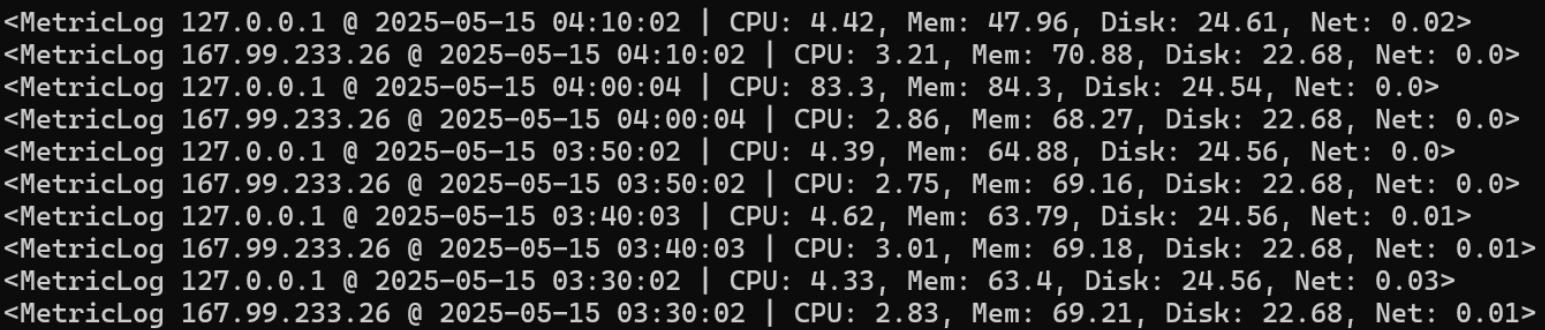 <MetricLog 127.0.0.1 @ 2025-05-15 04:10:02 | CPU: 4.42, Mem: 47.96, Disk: 24.61, Net: 0.02>
<MetricLog 167.99.233.26 @ 2025-05-15 04:10:02 | CPU: 3.21, Mem: 70.88, Disk: 22.68, Net: 0.0>
<MetricLog 127.0.0.1 @ 2025-05-15 04:00:04 | CPU: 83.3, Mem: 84.3, Disk: 24.54, Net: 0.0>
<MetricLog 167.99.233.26 @ 2025-05-15 04:00:04 | CPU: 2.86, Mem: 68.27, Disk: 22.68, Net: 0.0>
<MetricLog 127.0.0.1 @ 2025-05-15 03:50:02 | CPU: 4.39, Mem: 64.88, Disk: 24.56, Net: 0.0>
<MetricLog 167.99.233.26 @ 2025-05-15 03:50:02 | CPU: 2.75, Mem: 69.16, Disk: 22.68, Net: 0.0>
<MetricLog 127.0.0.1 @ 2025-05-15 03:40:03 | CPU: 4.62, Mem: 63.79, Disk: 24.56, Net: 0.01>
<MetricLog 167.99.233.26 @ 2025-05-15 03:40:03 | CPU: 3.01, Mem: 69.18, Disk: 22.68, Net: 0.01>
<MetricLog 127.0.0.1 @ 2025-05-15 03:30:02 | CPU: 4.33, Mem: 63.4, Disk: 24.56, Net: 0.03>
<MetricLog 167.99.233.26 @ 2025-05-15 03:30:02 | CPU: 2.83, Mem: 69.21, Disk: 22.68, Net: 0.01>